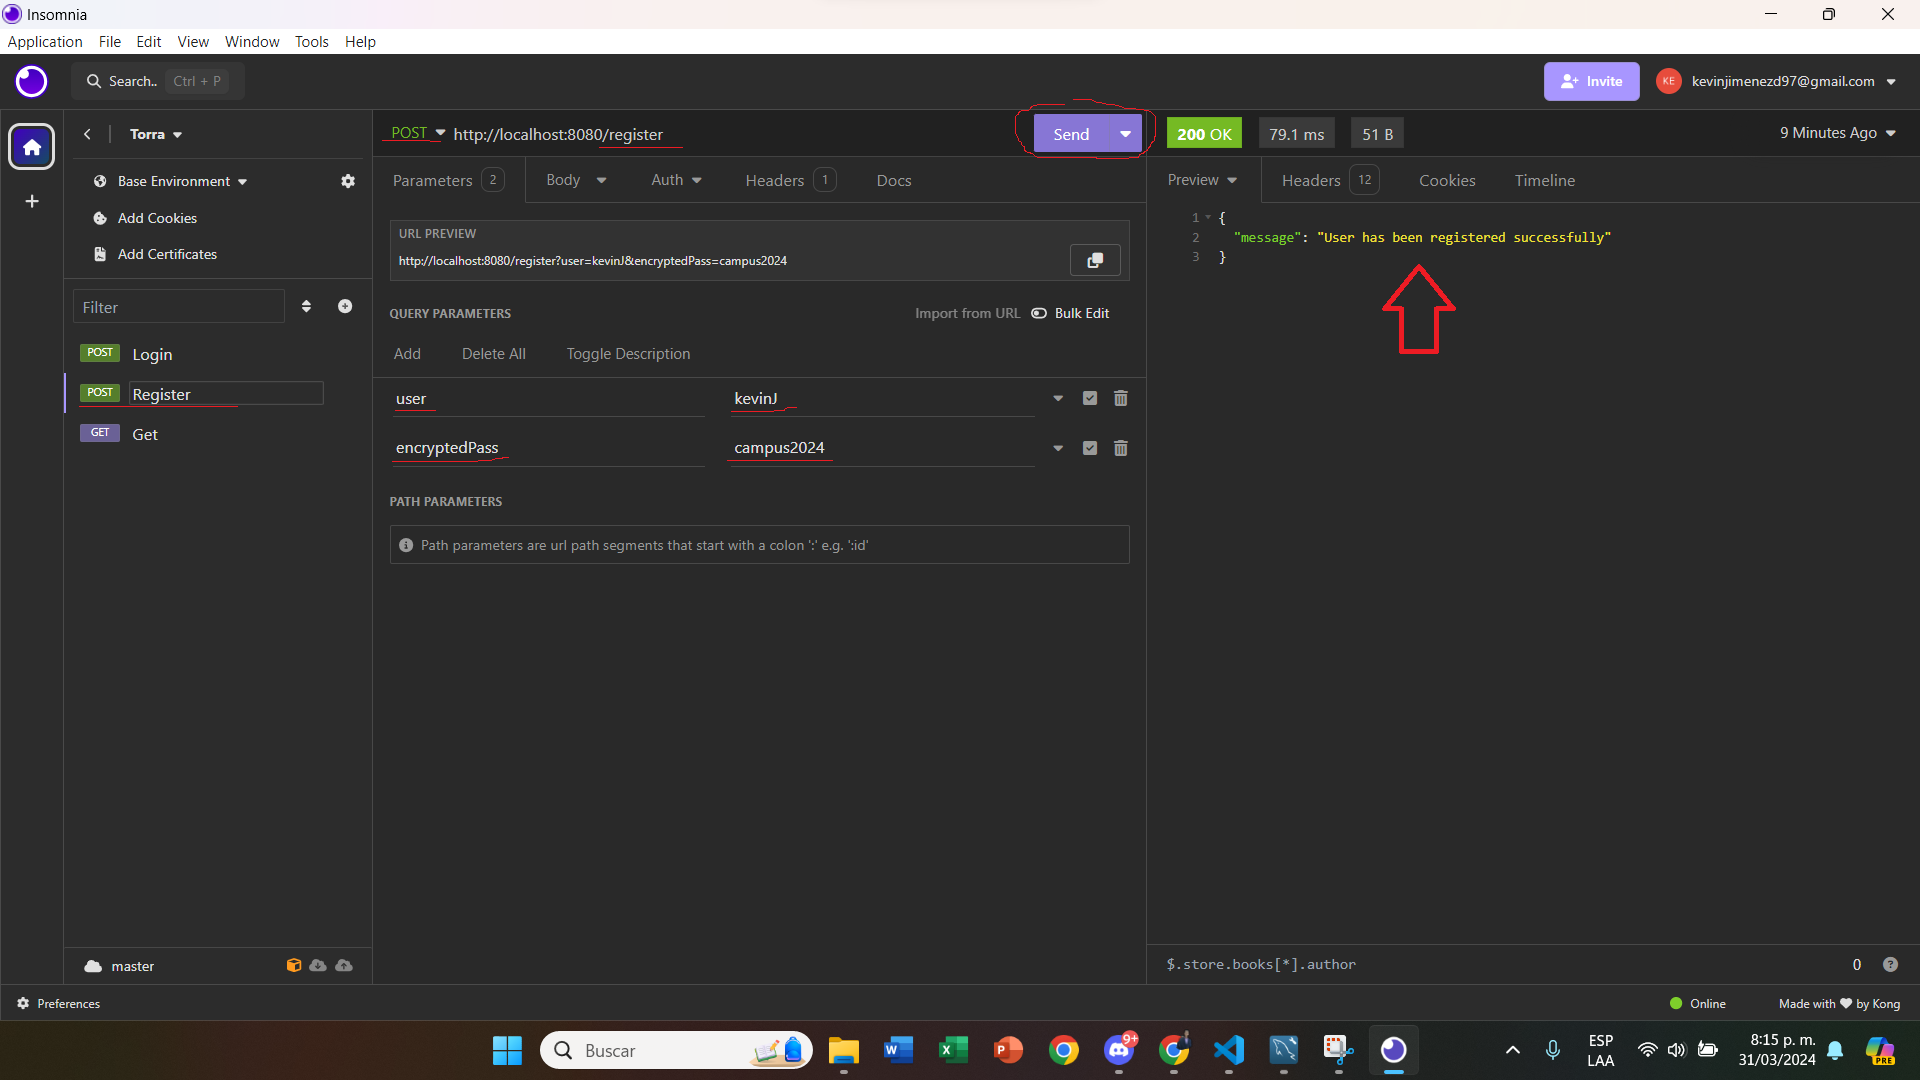 Insomnia
Application File Edit View Window Tools Help
Search.. Ctrl + P
Invite
KE kevinjimenezd97@gmail.com
Torra
Base Environment
Add Cookies
Add Certificates
Filter
POST Login
POST Register
GET Get
master
POST http://localhost:8080/register
Send
Parameters 2 Body Auth Headers 1 Docs
URL PREVIEW
http://localhost:8080/register?user=kevinJ&encryptedPass=campus2024
QUERY PARAMETERS
Import from URL Bulk Edit
Add Delete All Toggle Description
user kevinJ
encryptedPass campus2024
PATH PARAMETERS
Path parameters are url path segments that start with a colon ':' e.g. ':id'
200 OK 79.1 ms 51 B
9 Minutes Ago
Preview Headers 12 Cookies Timeline
1 {
2 "message": "User has been registered successfully"
3 }
$.store.books[*].author
0 ?
Preferences
Online
Made with by Kong
Buscar
9+
ESP
LAA
8:15 p. m.
31/03/2024
PRE